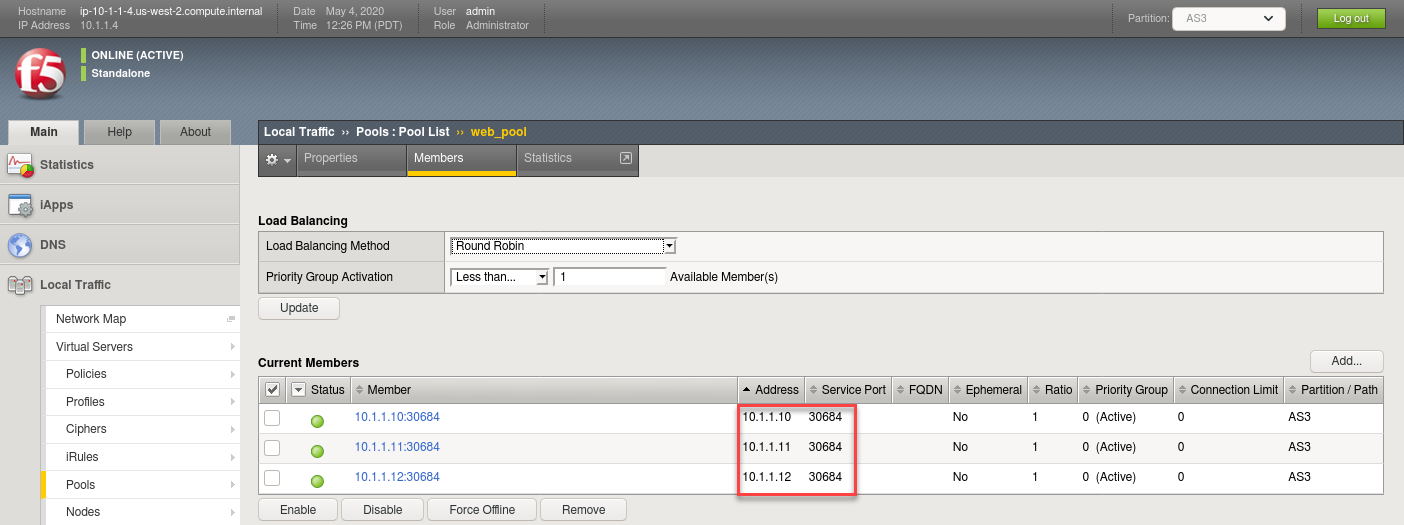 Hostname ip-10-1-1-4.us-west-2.compute.internal Date May 4, 2020 User admin
IP Address 10.1.1.4 Time 12:26 PM (PDT) Role Administrator
Partition: AS3 Log out
f5
ONLINE (ACTIVE)
Standalone
Main Help About
Statistics
iApps
DNS
Local Traffic
Network Map
Virtual Servers
Policies
Profiles
Ciphers
iRules
Pools
Nodes
Local Traffic ›› Pools : Pool List ›› web_pool
Properties Members Statistics
Load Balancing
Load Balancing Method Round Robin
Priority Group Activation Less than... 1 Available Member(s)
Update
Current Members Add...
Status Member Address Service Port FQDN Ephemeral Ratio Priority Group Connection Limit Partition / Path
10.1.1.10:30684 10.1.1.10 30684 No 1 0 (Active) 0 AS3
10.1.1.11:30684 10.1.1.11 30684 No 1 0 (Active) 0 AS3
10.1.1.12:30684 10.1.1.12 30684 No 1 0 (Active) 0 AS3
Enable Disable Force Offline Remove